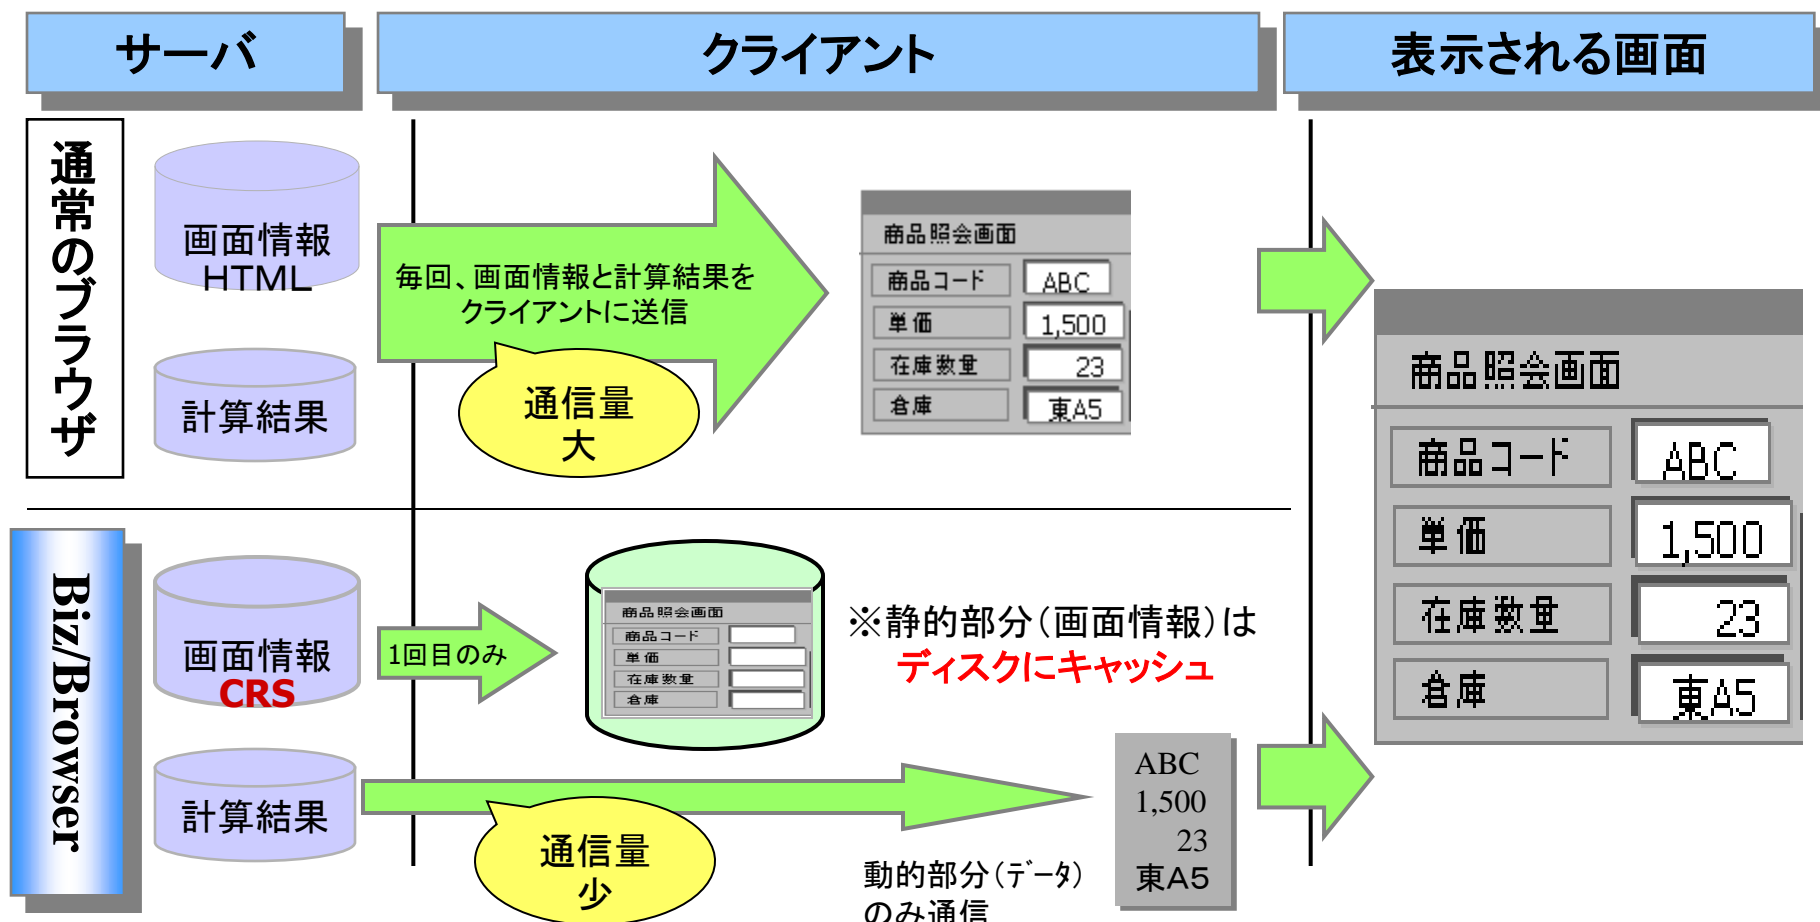 サーバ
クライアント
表示される画面
通常のブラウザ
画面情報
HTML
計算結果
毎回、画面情報と計算結果を
クライアントに送信
通信量
大
商品照会画面
商品コード ABC
単価 1,500
在庫数量 23
倉庫 東A5
商品照会画面
商品コード ABC
単価 1,500
在庫数量 23
倉庫 東A5
Biz/Browser
画面情報
CRS
計算結果
1回目のみ
商品照会画面
商品コード
単価
在庫数量
倉庫
※静的部分（画面情報）は
ディスクにキャッシュ
通信量
少
動的部分（ﾃﾞｰﾀ）
のみ通信
ABC
1,500
23
東A5